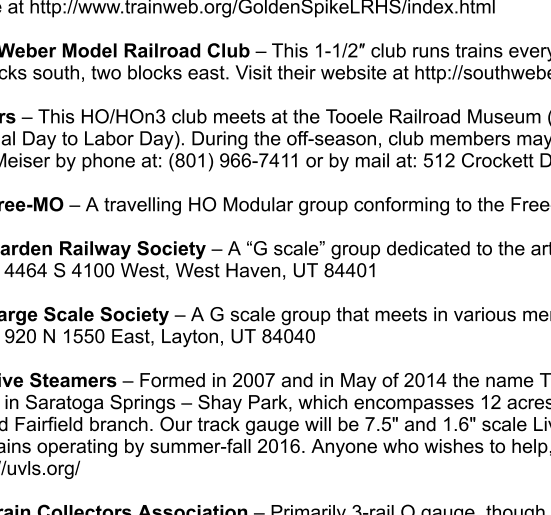 e at http://www.trainweb.org/GoldenSpikeLRHS/index.html
Weber Model Railroad Club – This 1-1/2″ club runs trains every
cks south, two blocks east. Visit their website at http://southwebe
rs – This HO/HOn3 club meets at the Tooele Railroad Museum (
al Day to Labor Day). During the off-season, club members may
Meiser by phone at: (801) 966-7411 or by mail at: 512 Crockett D
ree-MO – A travelling HO Modular group conforming to the Free
arden Railway Society – A “G scale” group dedicated to the art
4464 S 4100 West, West Haven, UT 84401
arge Scale Society – A G scale group that meets in various mem
920 N 1550 East, Layton, UT 84040
ive Steamers – Formed in 2007 and in May of 2014 the name T
in Saratoga Springs – Shay Park, which encompasses 12 acres
d Fairfield branch. Our track gauge will be 7.5" and 1.6" scale Liv
ains operating by summer-fall 2016. Anyone who wishes to help,
//uvls.org/
rain Collectors Association – Primarily 3-rail O gauge, though